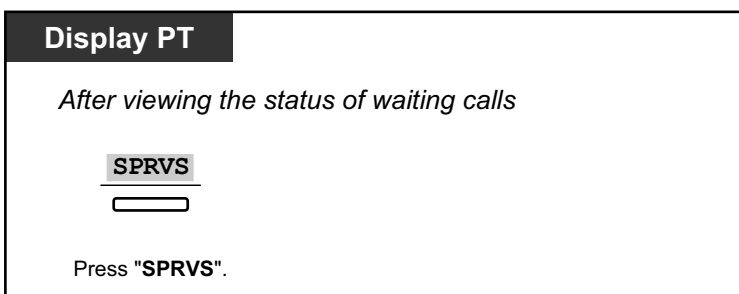 Display PT
After viewing the status of waiting calls
SPRVS
Press "SPRVS".